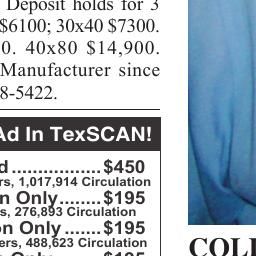 Deposit holds for 3
$6100; 30x40 $7300.
0. 40x80 $14,900.
Manufacturer since
8-5422.
Ad In TexSCAN!
d..................$450
rs, 1,017,914 Circulation
n Only........$195
s, 276,893 Circulation
on Only......$195
ers, 488,623 Circulation